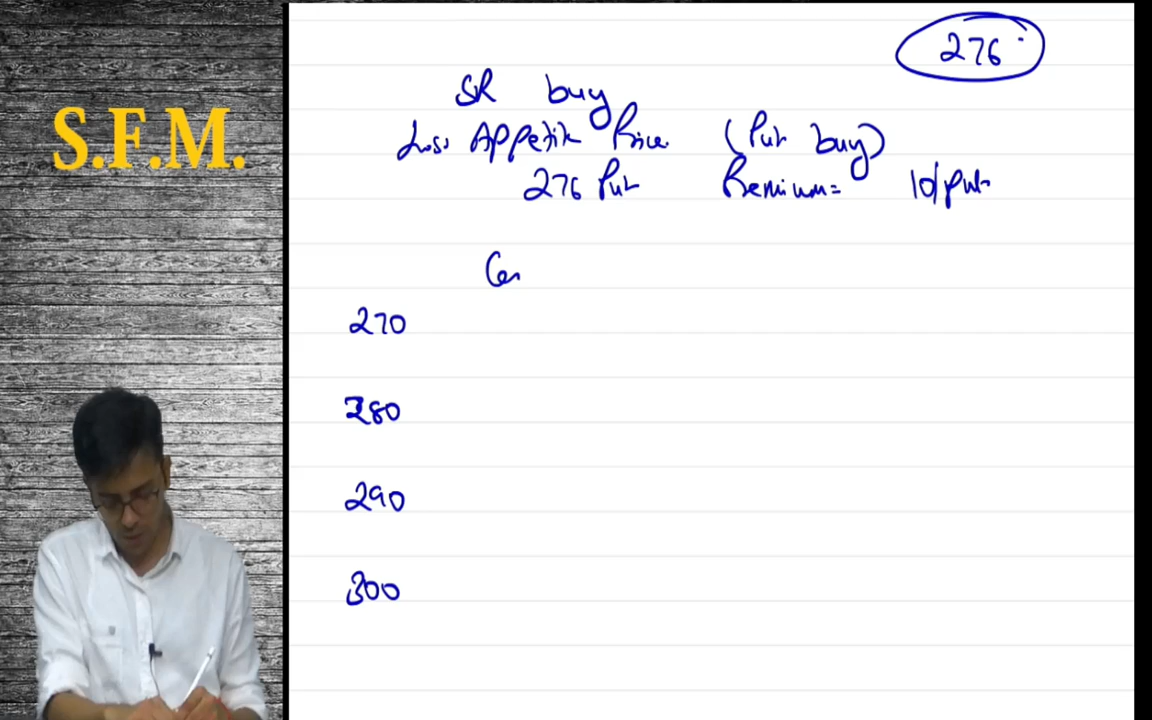 S.F.M.
276
SR buy
Loss Appetite Price (Put buy)
276 Put Premium = 10/put
270
280
290
300